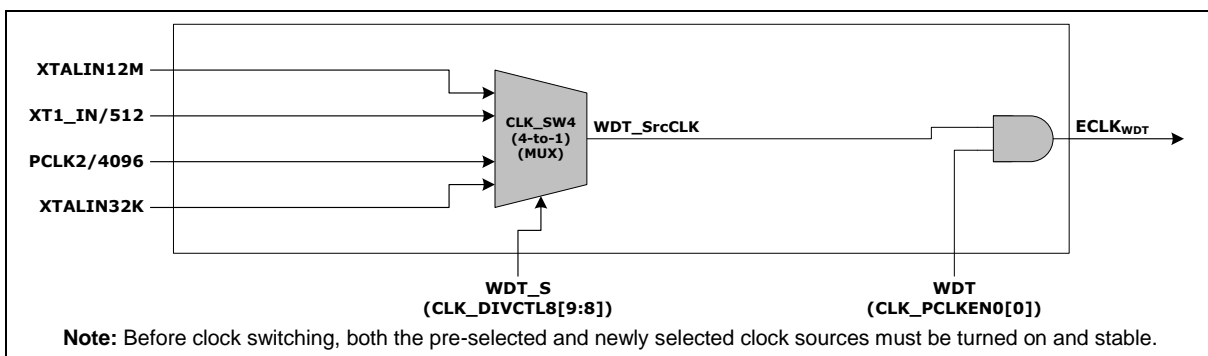 XTALIN12M
XT1_IN/512
PCLK2/4096
XTALIN32K
CLK_SW4
(4-to-1)
(MUX)
WDT_SrcCLK
ECLKWDT
WDT_S
(CLK_DIVCTL8[9:8])
WDT
(CLK_PCLKEN0[0])
Note: Before clock switching, both the pre-selected and newly selected clock sources must be turned on and stable.